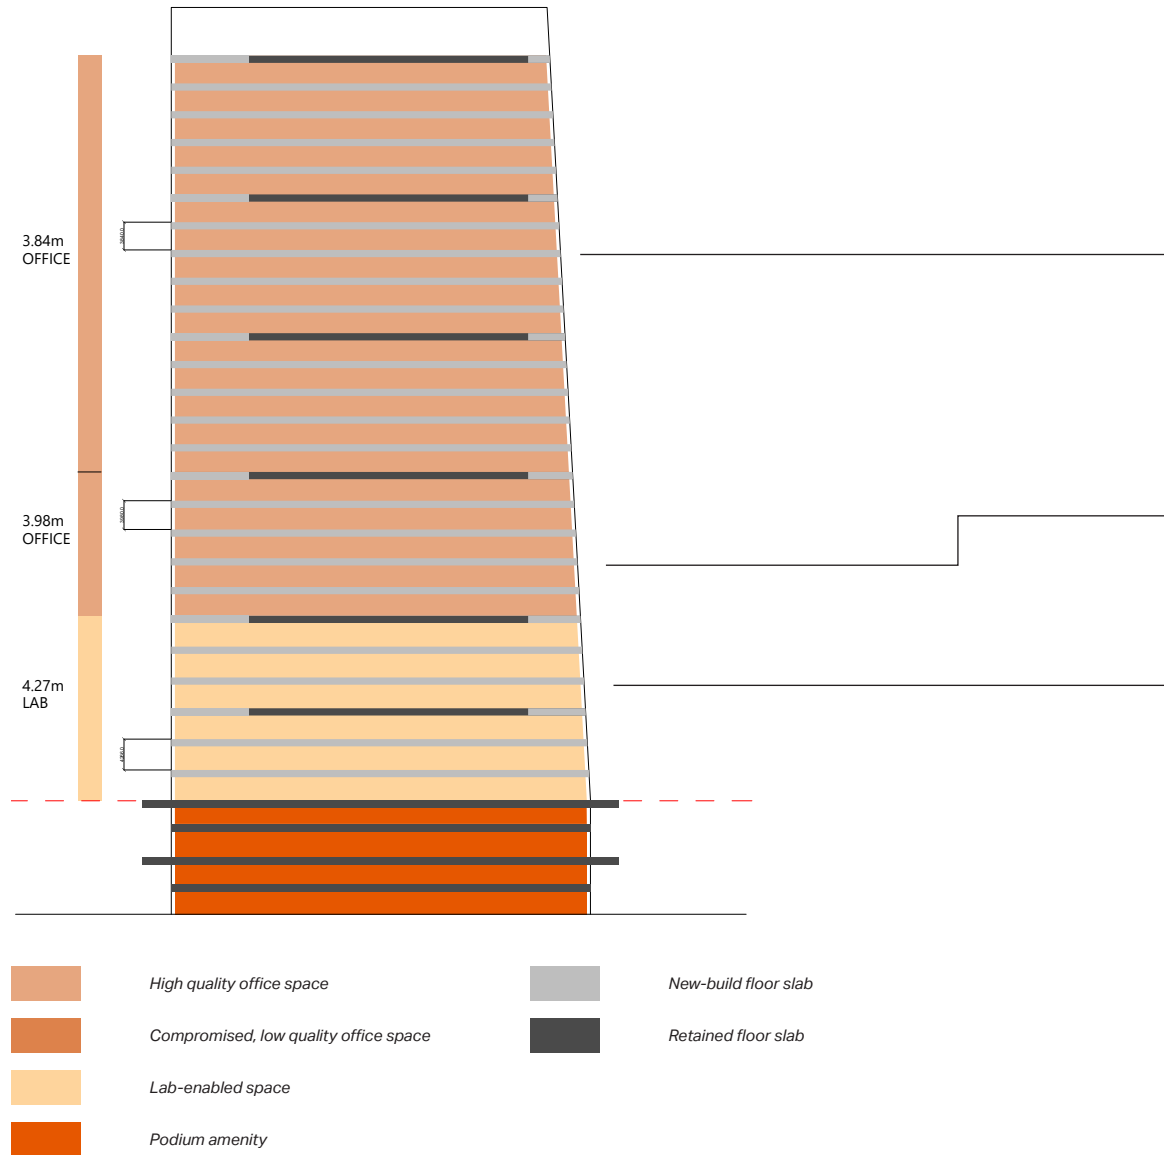 3.84m
OFFICE
3.98m
OFFICE
4.27m
LAB
High quality office space
New-build floor slab
Compromised, low quality office space
Retained floor slab
Lab-enabled space
Podium amenity